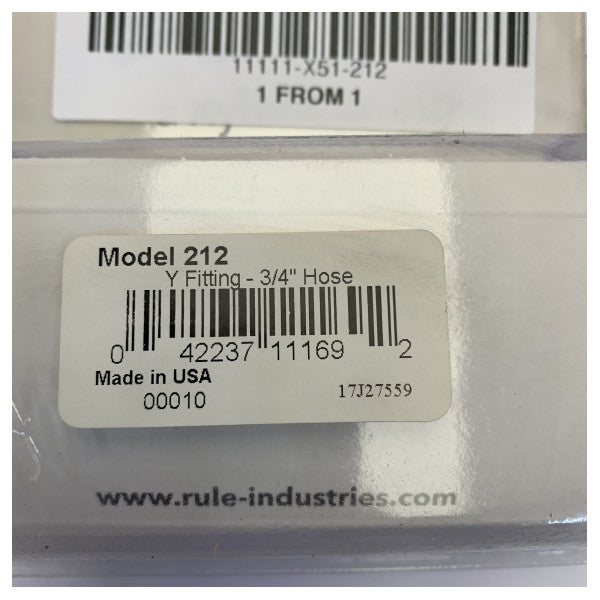 11111-X51-212
1 FROM 1
Model 212
Y Fitting - 3/4" Hose
0 42237 11169 2
Made in USA
00010 17J27559
www.rule-industries.com